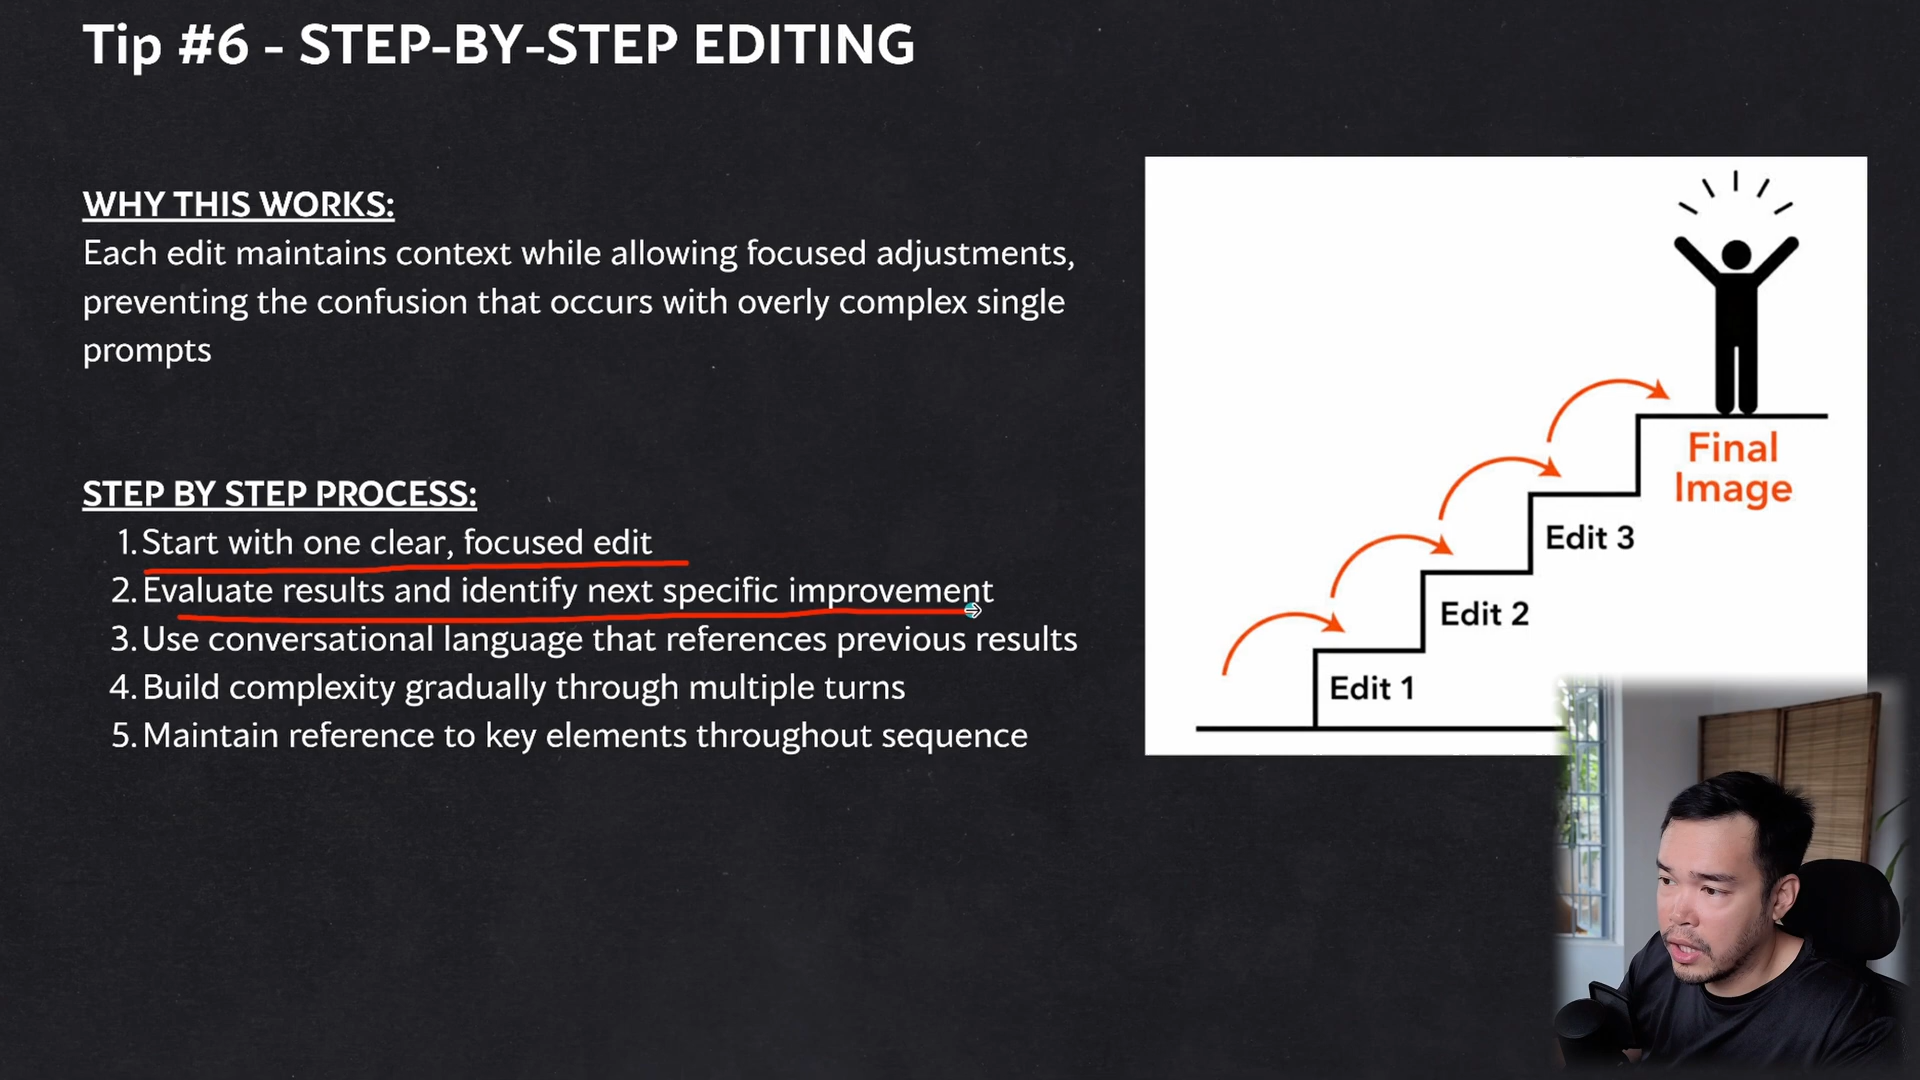 Tip #6 - STEP-BY-STEP EDITING
WHY THIS WORKS:
Each edit maintains context while allowing focused adjustments,
preventing the confusion that occurs with overly complex single
prompts
STEP BY STEP PROCESS:
1. Start with one clear, focused edit
2. Evaluate results and identify next specific improvement
3. Use conversational language that references previous results
4. Build complexity gradually through multiple turns
5. Maintain reference to key elements throughout sequence
Final
Image
Edit 3
Edit 2
Edit 1